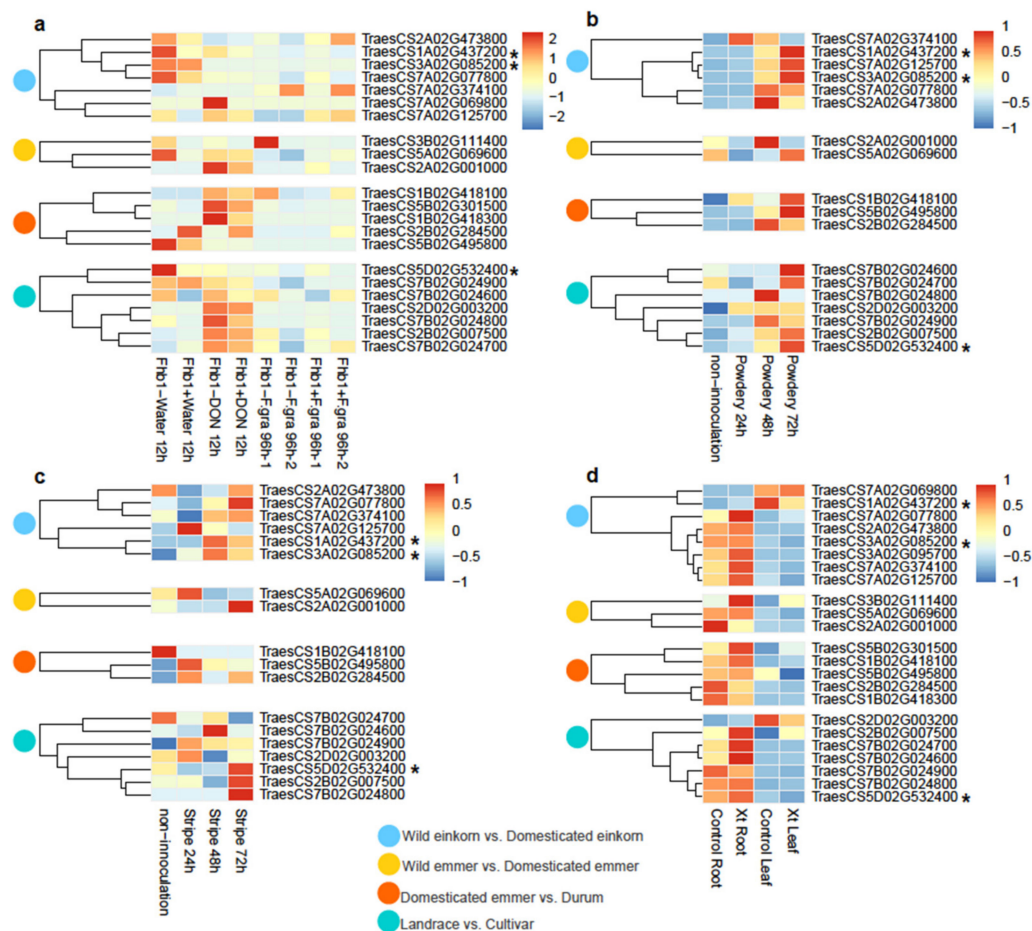 a
TraesCS2A02G473800
TraesCS1A02G437200 *
TraesCS3A02G085200 *
TraesCS7A02G077800
TraesCS7A02G374100
TraesCS7A02G069800
TraesCS7A02G125700
TraesCS3B02G111400
TraesCS5A02G069600
TraesCS2A02G001000
TraesCS1B02G418100
TraesCS5B02G301500
TraesCS1B02G418300
TraesCS2B02G284500
TraesCS5B02G495800
TraesCS5D02G532400 *
TraesCS7B02G024900
TraesCS7B02G024600
TraesCS2D02G003200
TraesCS7B02G024800
TraesCS2B02G007500
TraesCS7B02G024700
2
1
0
−1
−2
Fhb1−Water 12h
Fhb1+Water 12h
Fhb1−DON 12h
Fhb1+DON 12h
Fhb1−F.gra 96h-1
Fhb1−F.gra 96h-2
Fhb1+F.gra 96h-1
Fhb1+F.gra 96h-2
b
TraesCS7A02G374100
TraesCS1A02G437200 *
TraesCS7A02G125700
TraesCS3A02G085200 *
TraesCS7A02G077800
TraesCS2A02G473800
TraesCS2A02G001000
TraesCS5A02G069600
TraesCS1B02G418100
TraesCS5B02G495800
TraesCS2B02G284500
TraesCS7B02G024600
TraesCS7B02G024700
TraesCS7B02G024800
TraesCS2D02G003200
TraesCS7B02G024900
TraesCS2B02G007500
TraesCS5D02G532400 *
1
0.5
0
−0.5
−1
non−innoculation
Powdery 24h
Powdery 48h
Powdery 72h
c
TraesCS2A02G473800
TraesCS7A02G077800
TraesCS7A02G374100
TraesCS7A02G125700
TraesCS1A02G437200 *
TraesCS3A02G085200 *
TraesCS5A02G069600
TraesCS2A02G001000
TraesCS1B02G418100
TraesCS5B02G495800
TraesCS2B02G284500
TraesCS7B02G024700
TraesCS7B02G024600
TraesCS7B02G024900
TraesCS2D02G003200
TraesCS5D02G532400 *
TraesCS2B02G007500
TraesCS7B02G024800
1
0.5
0
−0.5
−1
non−innoculation
Stripe 24h
Stripe 48h
Stripe 72h
d
TraesCS7A02G069800
TraesCS1A02G437200 *
TraesCS7A02G077800
TraesCS2A02G473800
TraesCS3A02G085200 *
TraesCS3A02G095700
TraesCS7A02G374100
TraesCS7A02G125700
TraesCS3B02G111400
TraesCS5A02G069600
TraesCS2A02G001000
TraesCS5B02G301500
TraesCS1B02G418100
TraesCS5B02G495800
TraesCS2B02G284500
TraesCS1B02G418300
TraesCS2D02G003200
TraesCS2B02G007500
TraesCS7B02G024700
TraesCS7B02G024600
TraesCS7B02G024900
TraesCS7B02G024800
TraesCS5D02G532400 *
1
0.5
0
−0.5
−1
Control Root
Xt Root
Control Leaf
Xt Leaf
Wild einkorn vs. Domesticated einkorn
Wild emmer vs. Domesticated emmer
Domesticated emmer vs. Durum
Landrace vs. Cultivar